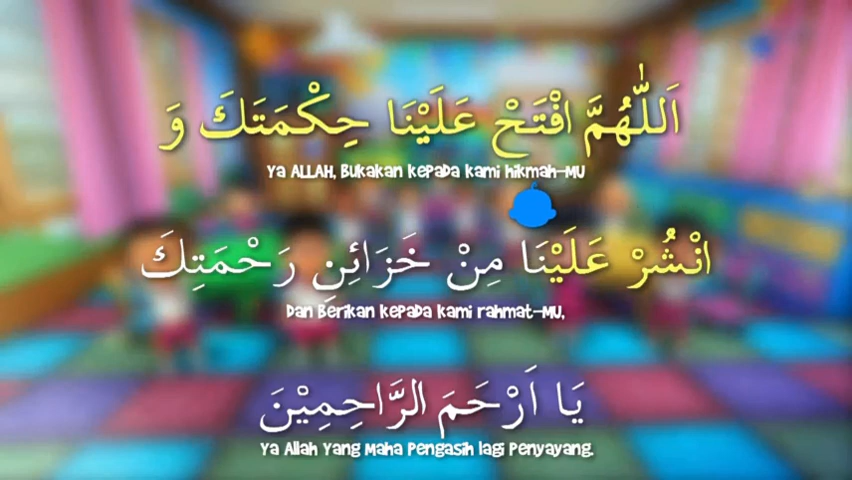 اَللّٰهُمَّ افْتَحْ عَلَيْنَا حِكْمَتَكَ وَ
Ya ALLAH, Bukakan kepada kami hikmah-MU
انْشُرْ عَلَيْنَا مِنْ خَزَائِنِ رَحْمَتِكَ
Dan Berikan kepada kami rahmat-MU,
يَا اَرْحَمَ الرَّاحِمِيْنَ
Ya Allah Yang Maha Pengasih lagi Penyayang.